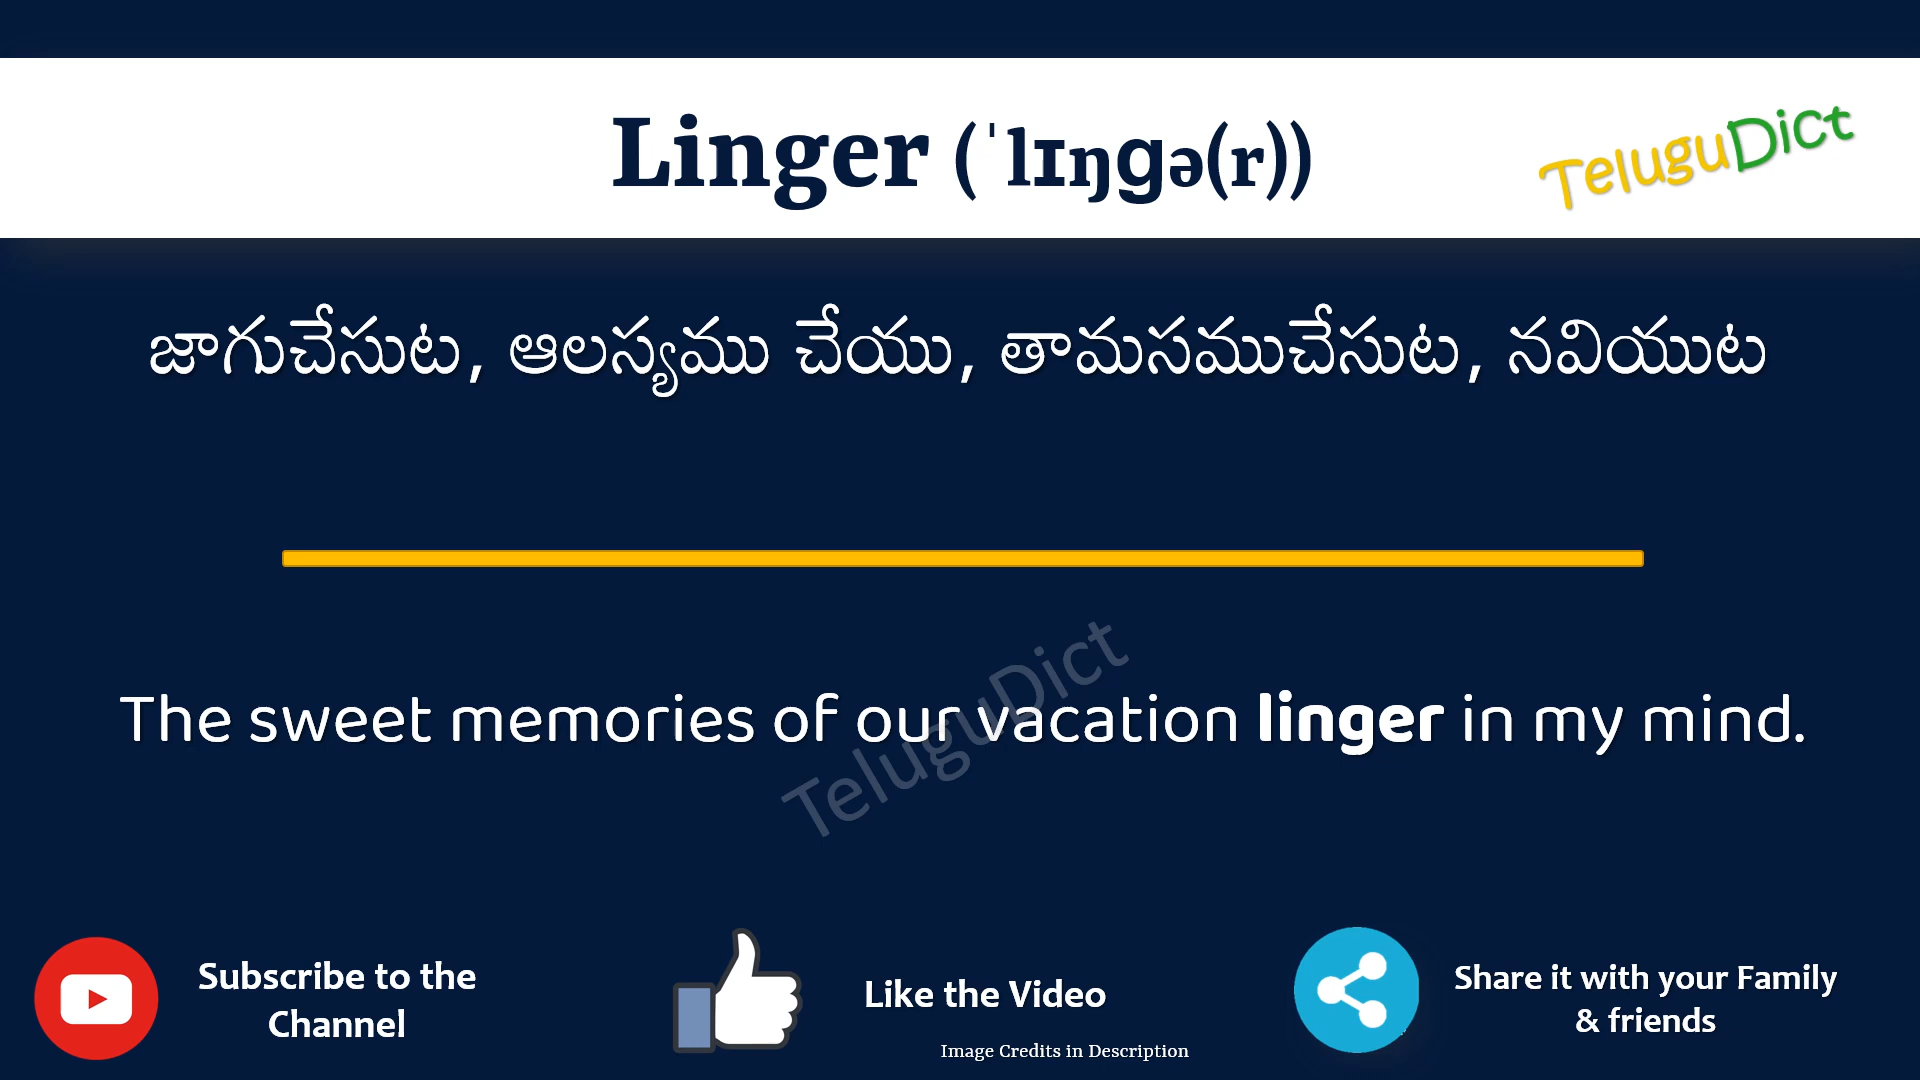 Linger (ˈlɪŋɡə(r))
TeluguDict
జాగుచేసుట, ఆలస్యము చేయు, తామసముచేసుట, నవియుట
The sweet memories of our vacation linger in my mind.
TeluguDict
Subscribe to the
Channel
Like the Video
Share it with your Family
& friends
Image Credits in Description